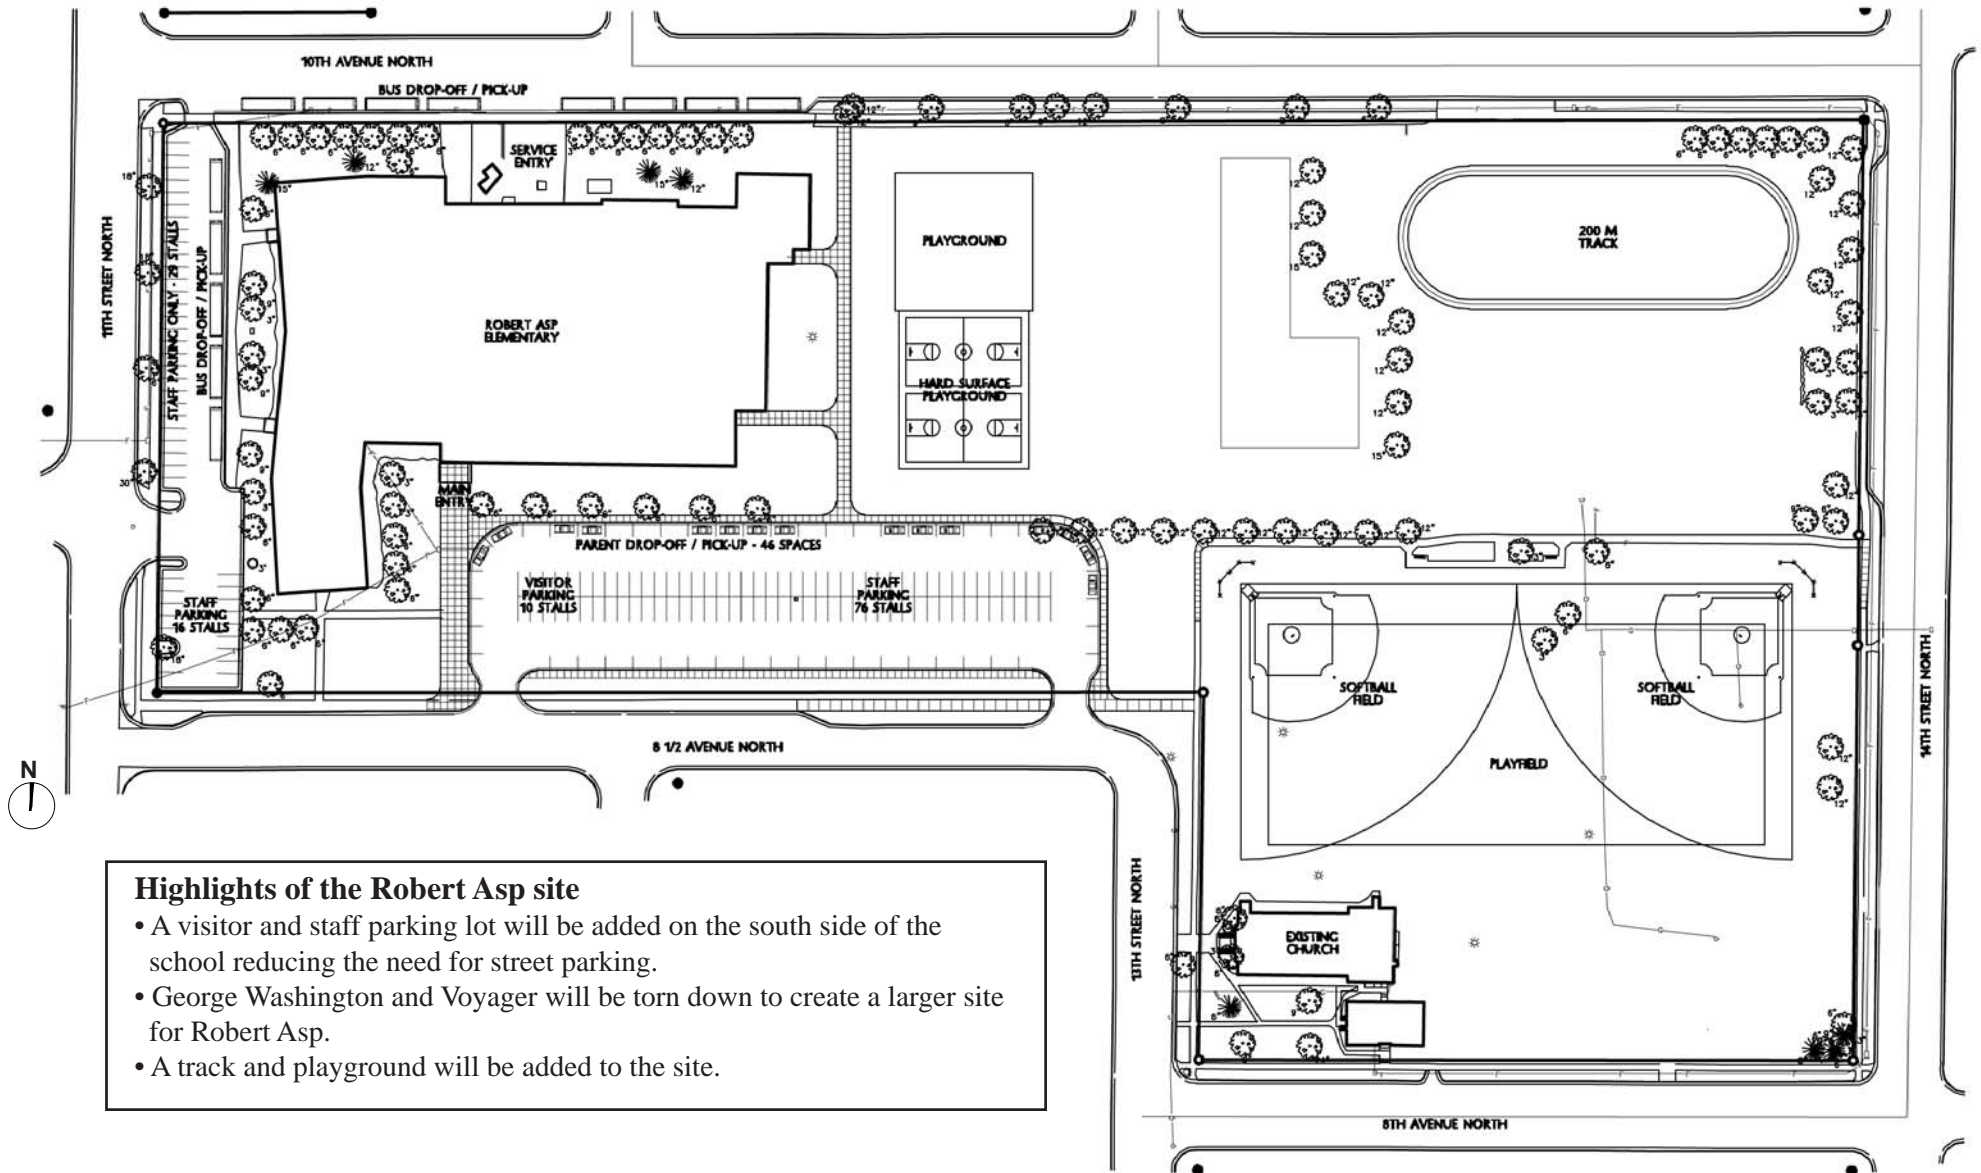 10TH AVENUE NORTH
BUS DROP-OFF / PICK-UP
SERVICE
ENTRY
11TH STREET NORTH
STAFF PARKING ONLY - 29 STALLS
BUS DROP-OFF / PICK-UP
ROBERT ASP
ELEMENTARY
PLAYGROUND
HARD SURFACE
PLAYGROUND
200 M
TRACK
MAIN
ENTRY
PARENT DROP-OFF / PICK-UP - 46 SPACES
VISITOR
PARKING
10 STALLS
STAFF
PARKING
76 STALLS
STAFF
PARKING
16 STALLS
SOFTBALL
FIELD
SOFTBALL
FIELD
PLAYFIELD
14TH STREET NORTH
8 1/2 AVENUE NORTH
N
13TH STREET NORTH
EXISTING
CHURCH
8TH AVENUE NORTH
Highlights of the Robert Asp site
• A visitor and staff parking lot will be added on the south side of the
school reducing the need for street parking.
• George Washington and Voyager will be torn down to create a larger site
for Robert Asp.
• A track and playground will be added to the site.